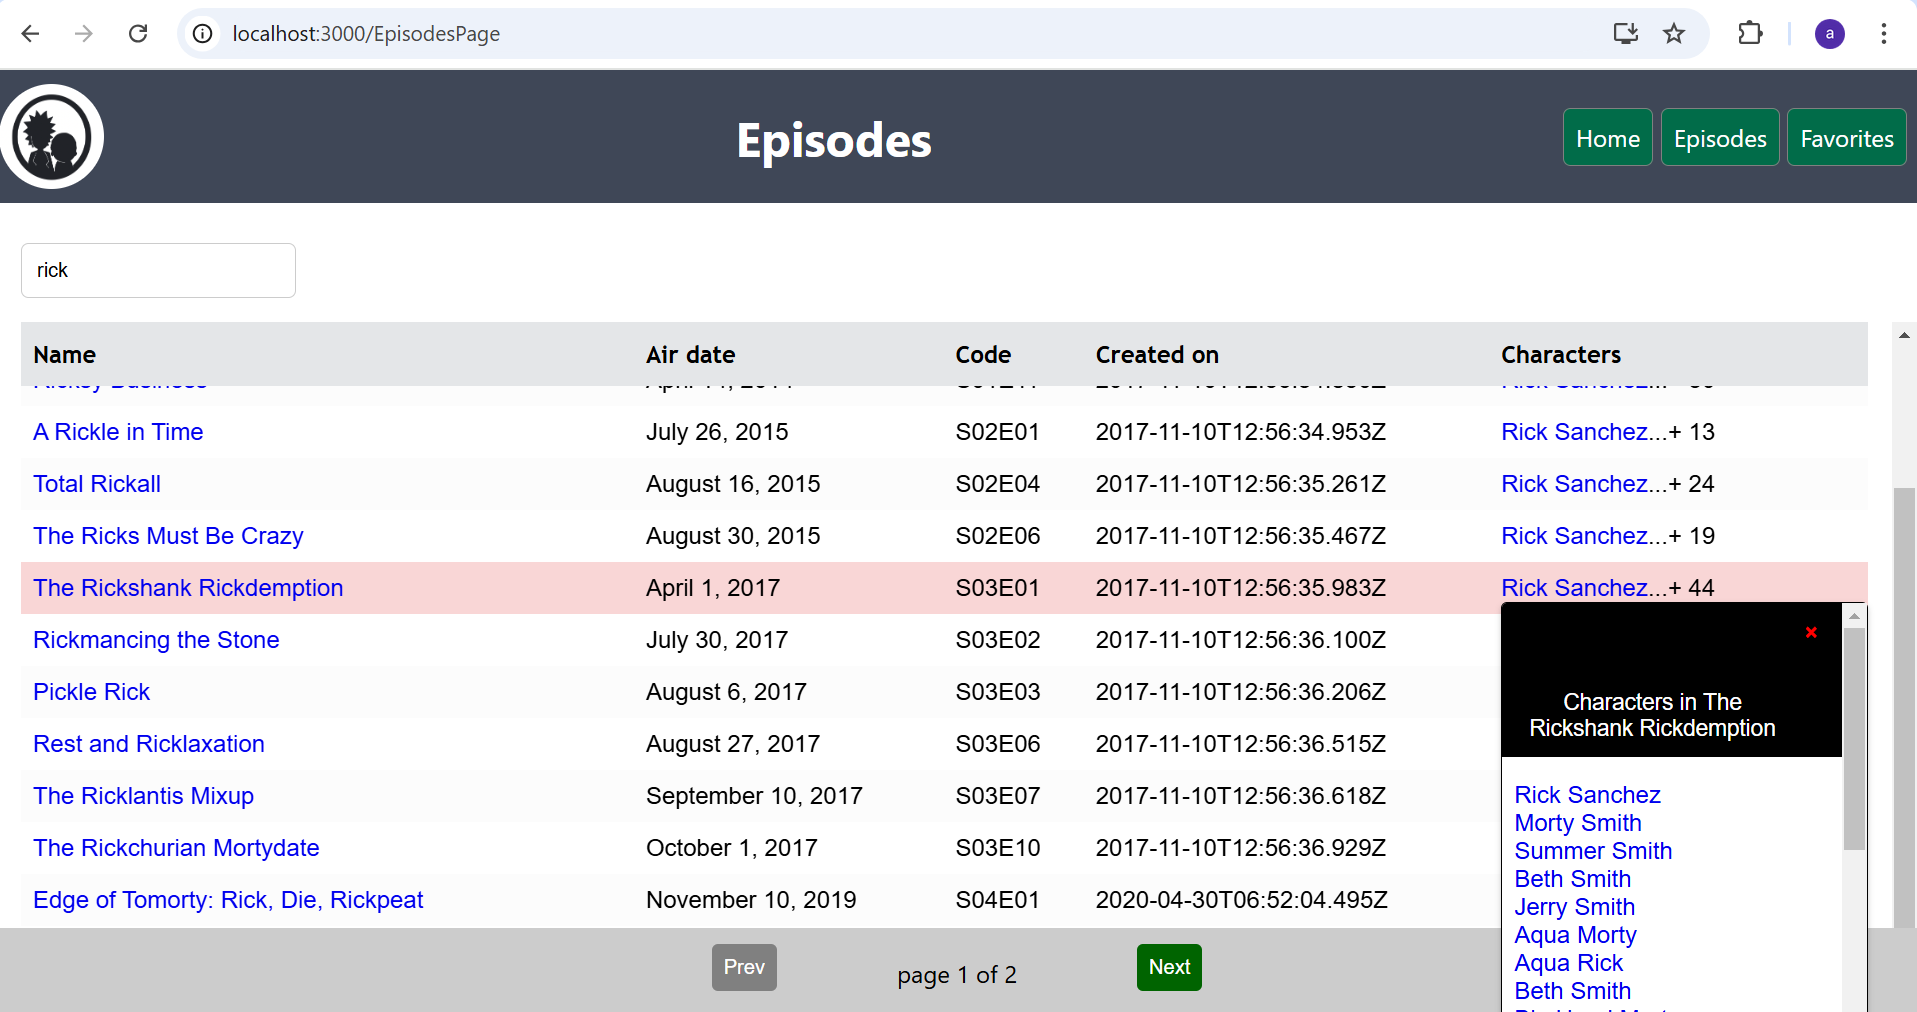 localhost:3000/EpisodesPage
a
Episodes
Home Episodes Favorites
rick
Name Air date Code Created on Characters
A Rickle in Time July 26, 2015 S02E01 2017-11-10T12:56:34.953Z Rick Sanchez...+ 13
Total Rickall August 16, 2015 S02E04 2017-11-10T12:56:35.261Z Rick Sanchez...+ 24
The Ricks Must Be Crazy August 30, 2015 S02E06 2017-11-10T12:56:35.467Z Rick Sanchez...+ 19
The Rickshank Rickdemption April 1, 2017 S03E01 2017-11-10T12:56:35.983Z Rick Sanchez...+ 44
Rickmancing the Stone July 30, 2017 S03E02 2017-11-10T12:56:36.100Z
Pickle Rick August 6, 2017 S03E03 2017-11-10T12:56:36.206Z
Rest and Ricklaxation August 27, 2017 S03E06 2017-11-10T12:56:36.515Z
The Ricklantis Mixup September 10, 2017 S03E07 2017-11-10T12:56:36.618Z
The Rickchurian Mortydate October 1, 2017 S03E10 2017-11-10T12:56:36.929Z
Edge of Tomorty: Rick, Die, Rickpeat November 10, 2019 S04E01 2020-04-30T06:52:04.495Z
Characters in The
Rickshank Rickdemption
Rick Sanchez
Morty Smith
Summer Smith
Beth Smith
Jerry Smith
Aqua Morty
Aqua Rick
Beth Smith
Prev page 1 of 2 Next